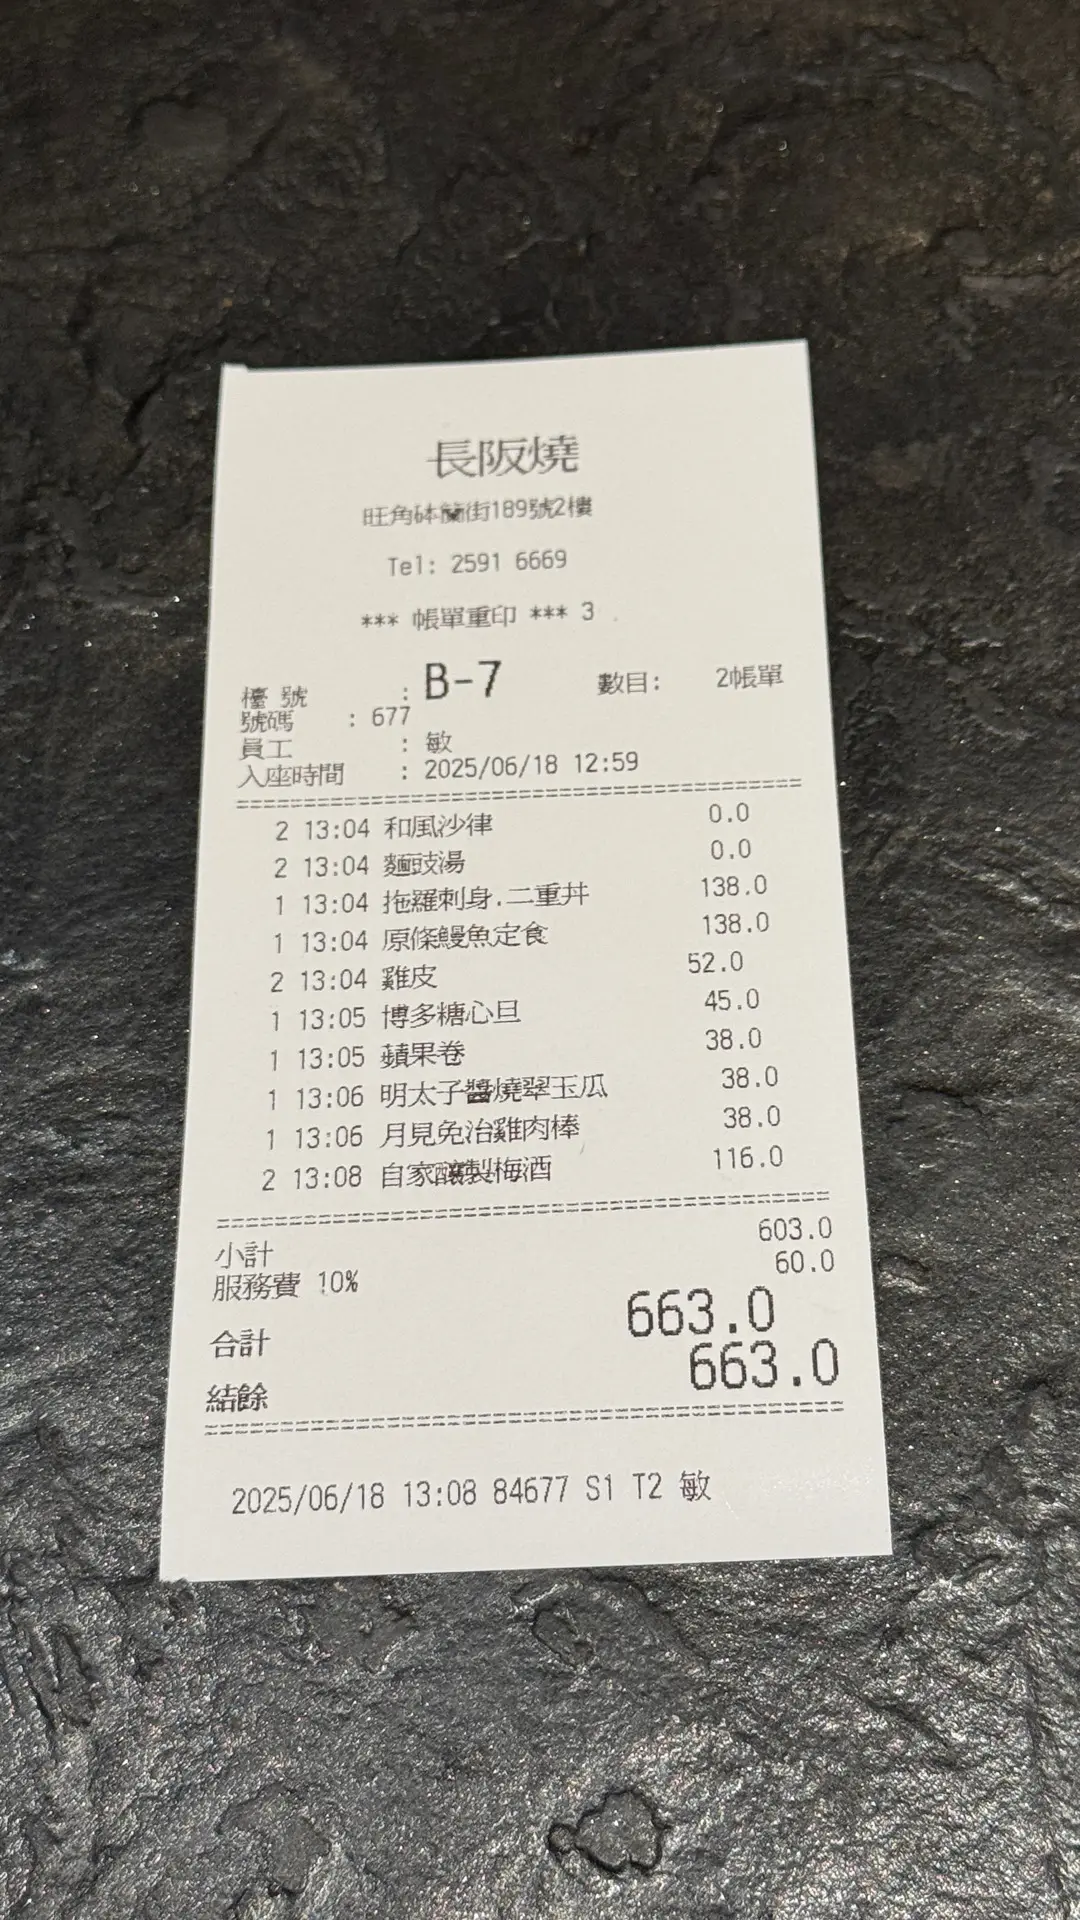 長阪燒
旺角砵蘭街189號2樓
Tel: 2591 6669
*** 帳單重印 *** 3
檯 號 : B-7 數目: 2帳單
號碼 : 677
員工 : 敏
入座時間 : 2025/06/18 12:59
2 13:04 和風沙律 0.0
2 13:04 麵豉湯 0.0
1 13:04 拖羅刺身.二重丼 138.0
1 13:04 原條鰻魚定食 138.0
2 13:04 雞皮 52.0
1 13:05 博多糖心旦 45.0
1 13:05 蘋果卷 38.0
1 13:06 明太子醬燒翠玉瓜 38.0
1 13:06 月見免治雞肉棒 38.0
2 13:08 自家釀製梅酒 116.0
小計 603.0
服務費 10% 60.0
合計 663.0
結餘 663.0
2025/06/18 13:08 84677 S1 T2 敏